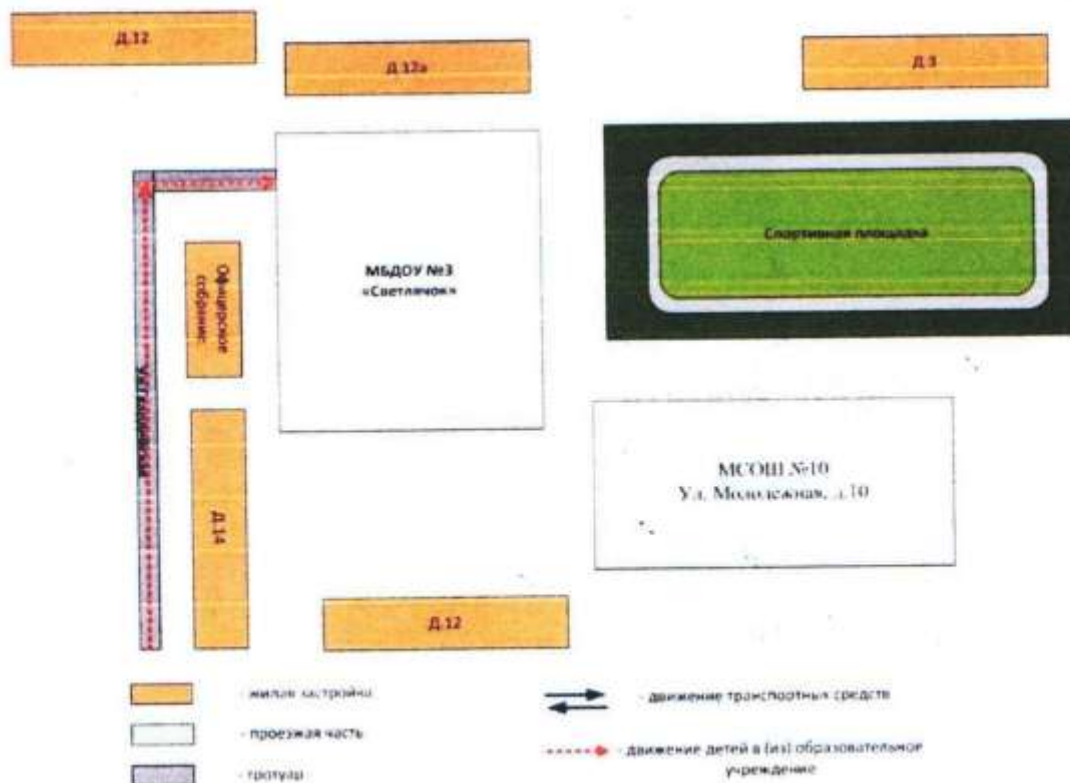 Д.12
Д.12а
Д.3
Спортивная площадка
МБДОУ №3
«Светлячок»
Офицерское
собрание
Д.14
МСОШ №10
Ул. Молодежная, д.10
Д.12
- жилая застройка
- движение транспортных средств
- проезжая часть
- движение детей в (из) образовательное
учреждение
- тротуар